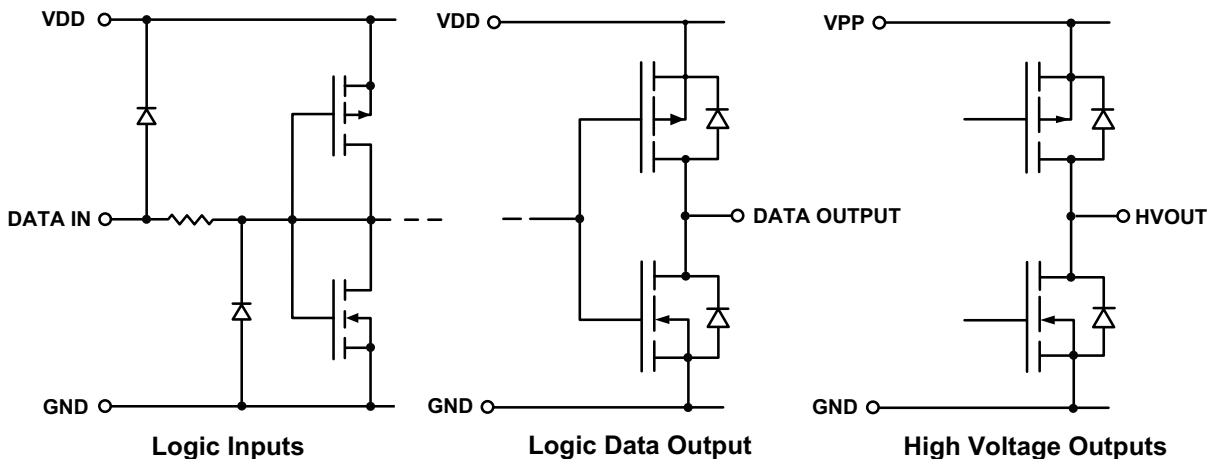 VDD
DATA IN
GND
Logic Inputs
VDD
DATA OUTPUT
GND
Logic Data Output
VPP
HVOUT
GND
High Voltage Outputs